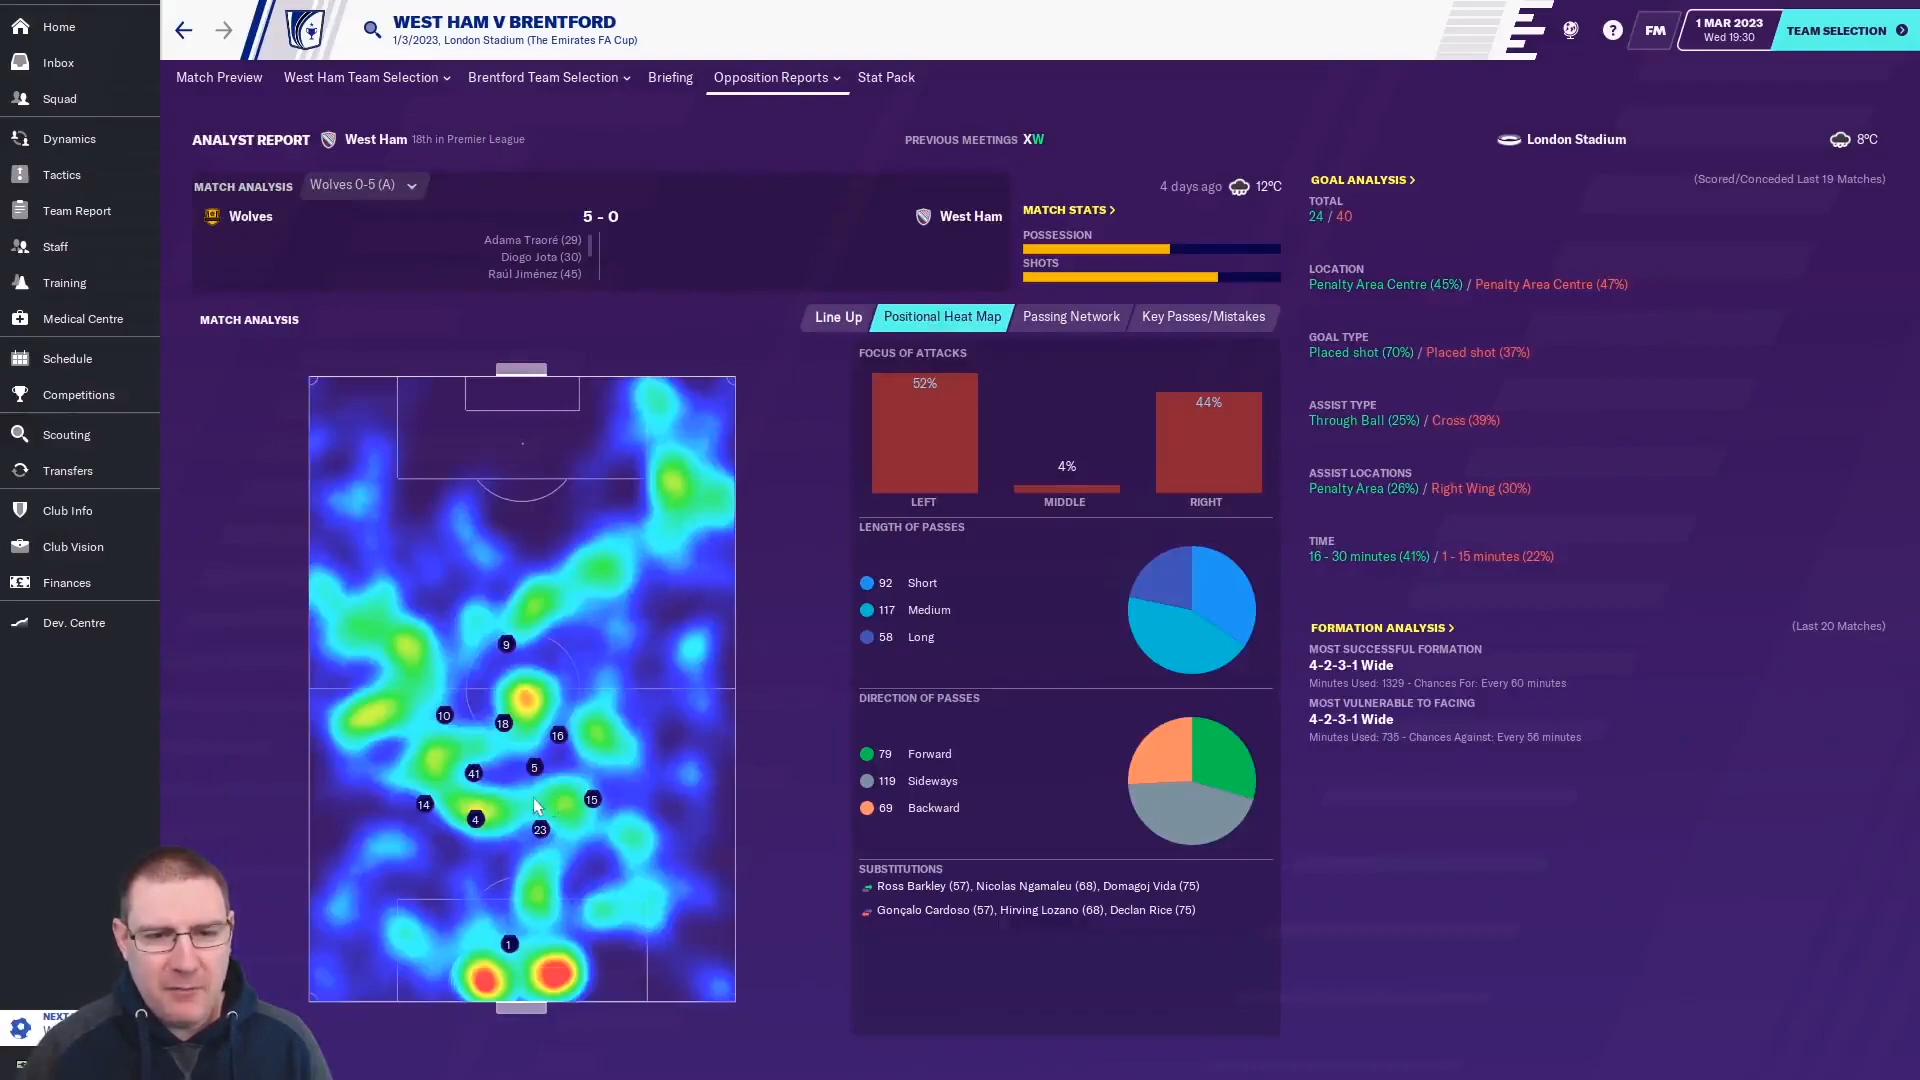 Home
Inbox
Squad
Dynamics
Tactics
Team Report
Staff
Training
Medical Centre
Schedule
Competitions
Scouting
Transfers
Club Info
Club Vision
Finances
Dev. Centre
NEXT
WEST HAM V BRENTFORD
1/3/2023, London Stadium (The Emirates FA Cup)
?
FM
1 MAR 2023
Wed 19:30
TEAM SELECTION
Match Preview West Ham Team Selection Brentford Team Selection Briefing Opposition Reports Stat Pack
ANALYST REPORT West Ham 18th in Premier League
PREVIOUS MEETINGS XW
London Stadium
8°C
MATCH ANALYSIS Wolves 0-5 (A)
4 days ago 12°C
Wolves 5 - 0 West Ham
Adama Traoré (29)
Diogo Jota (30)
Raúl Jiménez (45)
MATCH STATS >
POSSESSION
SHOTS
MATCH ANALYSIS
Line Up Positional Heat Map Passing Network Key Passes/Mistakes
9
10
18
16
5
41
15
14
4
23
1
FOCUS OF ATTACKS
52%
4%
44%
LEFT MIDDLE RIGHT
LENGTH OF PASSES
92 Short
117 Medium
58 Long
DIRECTION OF PASSES
79 Forward
119 Sideways
69 Backward
SUBSTITUTIONS
Ross Barkley (57), Nicolas Ngamaleu (68), Domagoj Vida (75)
Gonçalo Cardoso (57), Hirving Lozano (68), Declan Rice (75)
GOAL ANALYSIS > (Scored/Conceded Last 19 Matches)
TOTAL
24 / 40
LOCATION
Penalty Area Centre (45%) / Penalty Area Centre (47%)
GOAL TYPE
Placed shot (70%) / Placed shot (37%)
ASSIST TYPE
Through Ball (25%) / Cross (39%)
ASSIST LOCATIONS
Penalty Area (26%) / Right Wing (30%)
TIME
16 - 30 minutes (41%) / 1 - 15 minutes (22%)
FORMATION ANALYSIS > (Last 20 Matches)
MOST SUCCESSFUL FORMATION
4-2-3-1 Wide
Minutes Used: 1329 - Chances For: Every 60 minutes
MOST VULNERABLE TO FACING
4-2-3-1 Wide
Minutes Used: 735 - Chances Against: Every 56 minutes